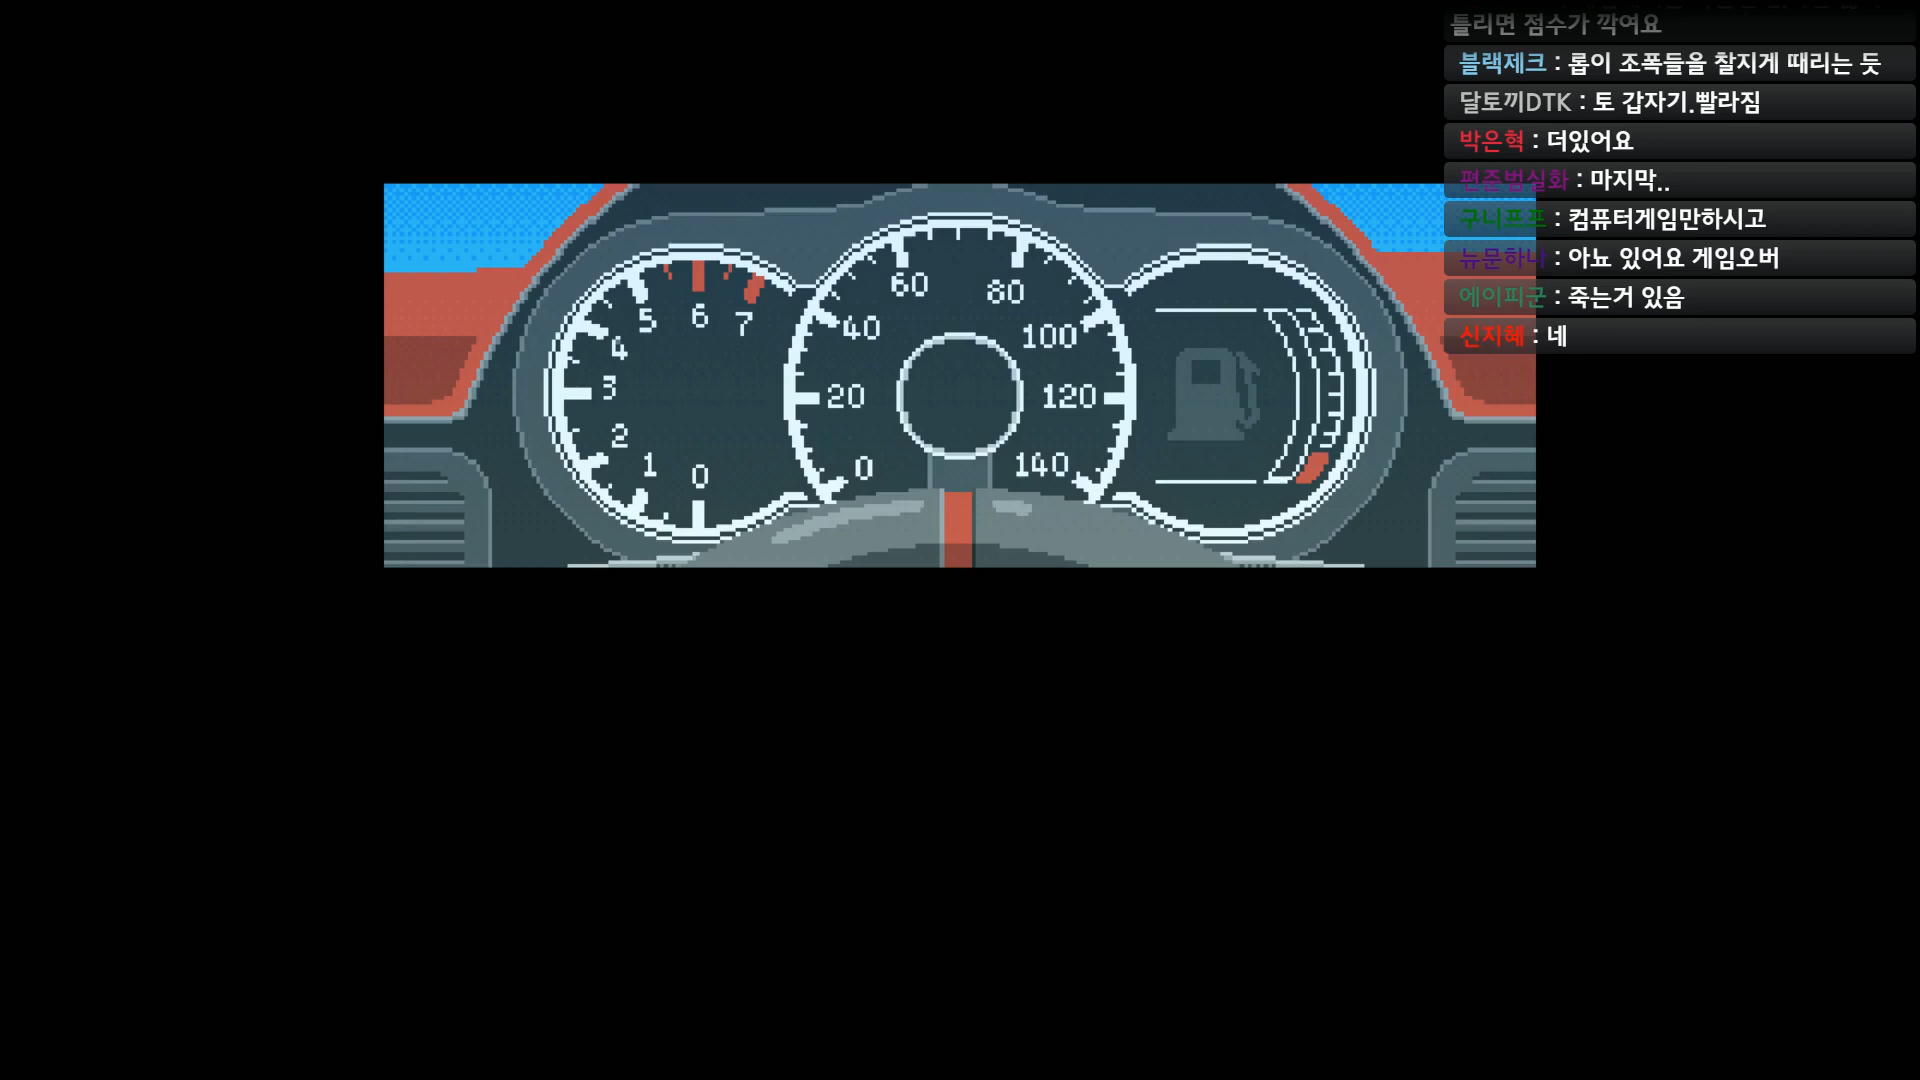 틀리면 점수가 깍여요
블랙제크 : 롭이 조폭들을 찰지게 때리는 듯
달토끼DTK : 토 갑자기.빨라짐
박은혁 : 더있어요
편준범실화 : 마지막..
구니프프 : 컴퓨터게임만하시고
뉴문하나 : 아뇨 있어요 게임오버
에이피군 : 죽는거 있음
신지혜 : 네
0 1 2 3 4 5 6 7
0 20 40 60 80 100 120 140